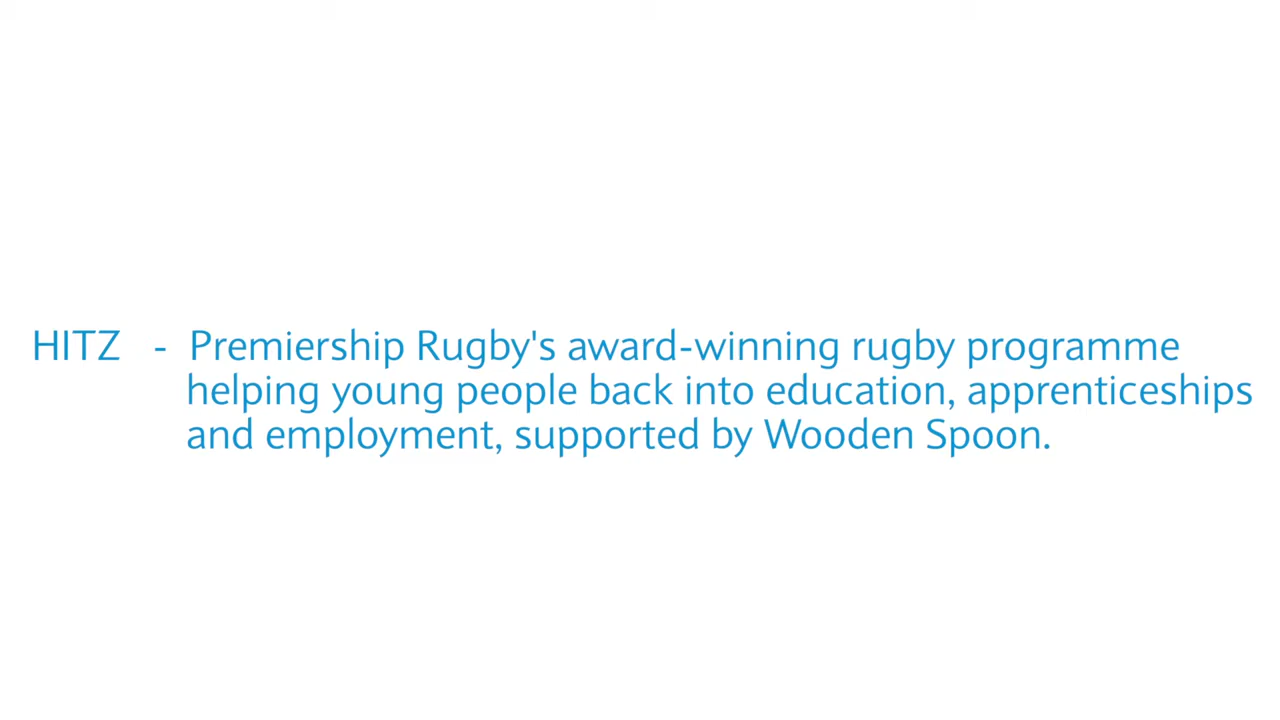 HITZ - Premiership Rugby's award-winning rugby programme
helping young people back into education, apprenticeships
and employment, supported by Wooden Spoon.